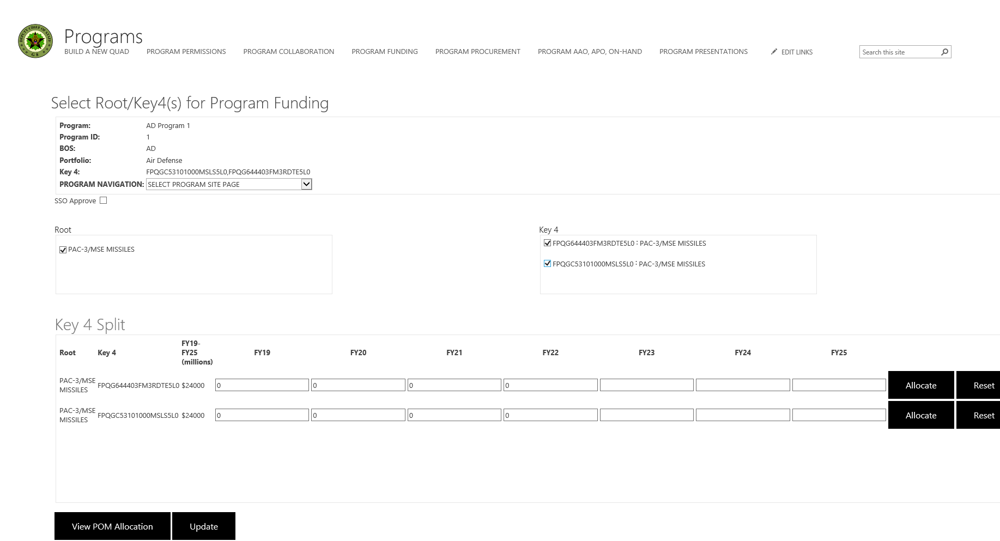 DEPUTY CHIEF OF STAFF
G 8
Programs
BUILD A NEW QUAD PROGRAM PERMISSIONS PROGRAM COLLABORATION PROGRAM FUNDING PROGRAM PROCUREMENT PROGRAM AAO, APO, ON-HAND PROGRAM PRESENTATIONS EDIT LINKS Search this site
Select Root/Key4(s) for Program Funding
Program: AD Program 1
Program ID: 1
BOS: AD
Portfolio: Air Defense
Key 4: FPQGC53101000MSLS5L0,FPQG644403FM3RDTE5L0
PROGRAM NAVIGATION: SELECT PROGRAM SITE PAGE
SSO Approve
Root
PAC-3/MSE MISSILES
Key 4
FPQG644403FM3RDTE5L0 : PAC-3/MSE MISSILES
FPQGC53101000MSLS5L0 : PAC-3/MSE MISSILES
Key 4 Split
Root Key 4 FY19-
FY25
(millions) FY19 FY20 FY21 FY22 FY23 FY24 FY25
PAC-3/MSE
MISSILES FPQG644403FM3RDTE5L0 $24000 0 0 0 0 Allocate Reset
PAC-3/MSE
MISSILES FPQGC53101000MSLS5L0 $24000 0 0 0 0 Allocate Reset
View POM Allocation Update